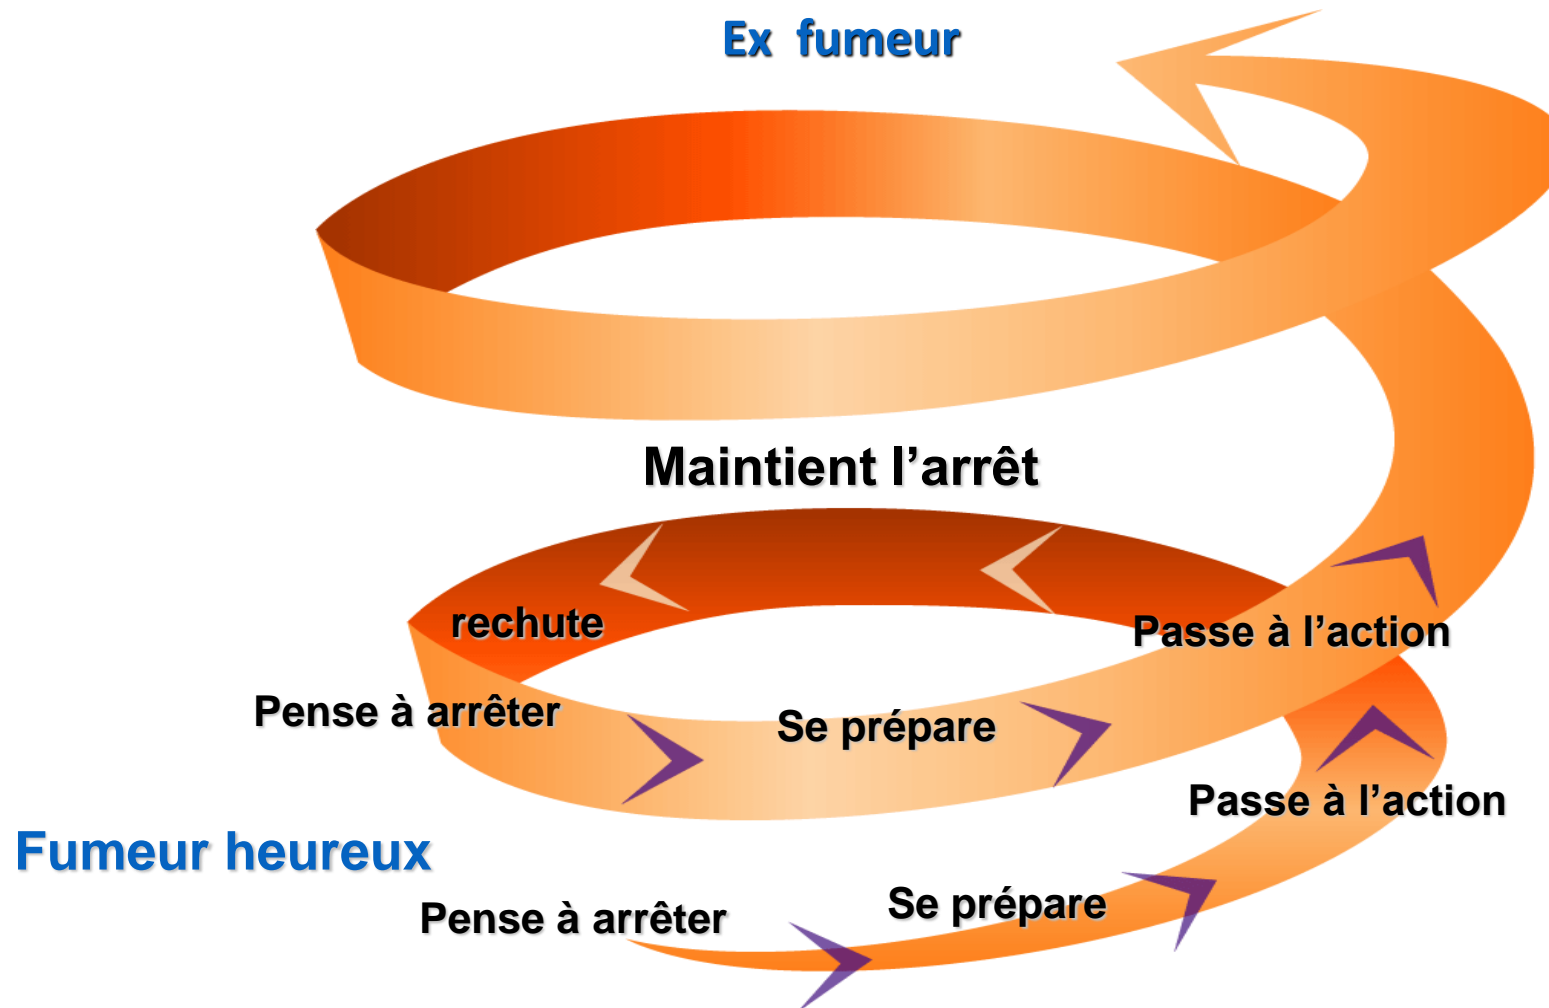 Ex fumeur
Maintient l’arrêt
rechute
Passe à l’action
Pense à arrêter
Se prépare
Passe à l’action
Fumeur heureux
Pense à arrêter
Se prépare